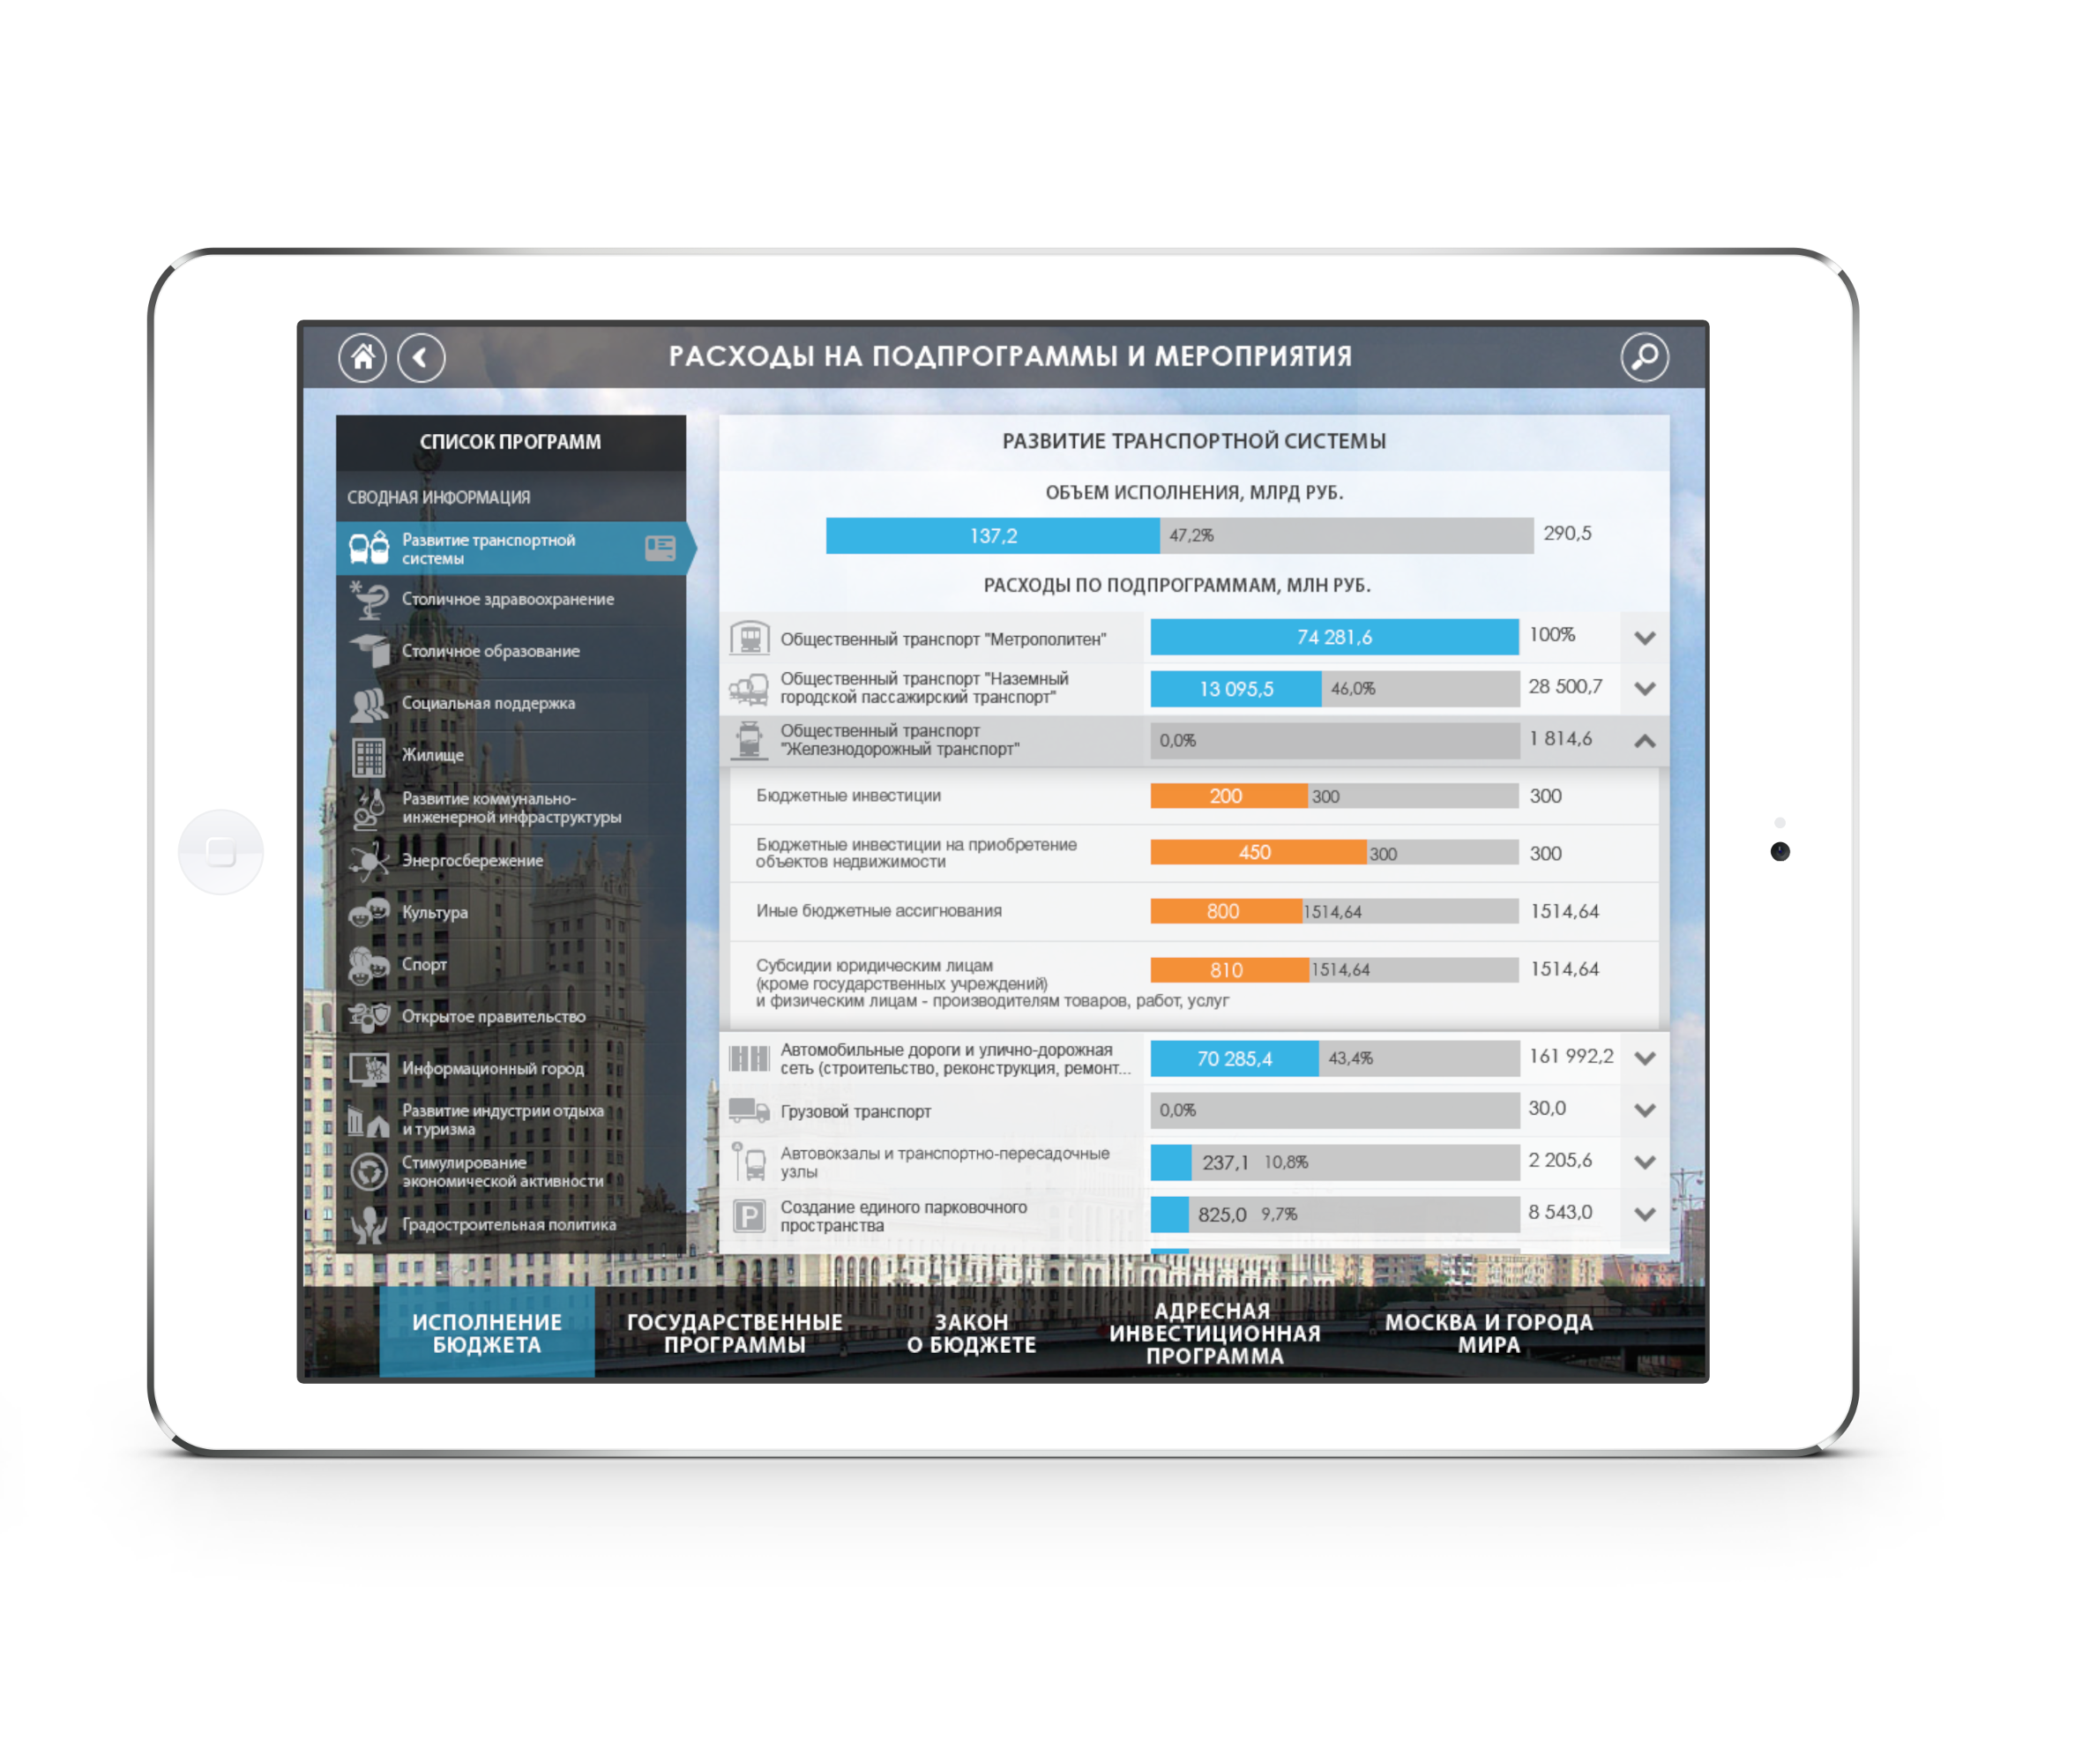 РАСХОДЫ НА ПОДПРОГРАММЫ И МЕРОПРИЯТИЯ
СПИСОК ПРОГРАММ
СВОДНАЯ ИНФОРМАЦИЯ
Развитие транспортной
системы
Столичное здравоохранение
Столичное образование
Социальная поддержка
Жилище
Развитие коммунально-
инженерной инфраструктуры
Энергосбережение
Культура
Спорт
Открытое правительство
Информационный город
Развитие индустрии отдыха
и туризма
Стимулирование
экономической активности
Градостроительная политика
РАЗВИТИЕ ТРАНСПОРТНОЙ СИСТЕМЫ
ОБЪЕМ ИСПОЛНЕНИЯ, МЛРД РУБ.
137,2 47,2% 290,5
РАСХОДЫ ПО ПОДПРОГРАММАМ, МЛН РУБ.
Общественный транспорт "Метрополитен" 74 281,6 100%
Общественный транспорт "Наземный
городской пассажирский транспорт" 13 095,5 46,0% 28 500,7
Общественный транспорт
"Железнодорожный транспорт" 0,0% 1 814,6
Бюджетные инвестиции 200 300 300
Бюджетные инвестиции на приобретение
объектов недвижимости 450 300 300
Иные бюджетные ассигнования 800 1514,64 1514,64
Субсидии юридическим лицам 810 1514,64 1514,64
(кроме государственных учреждений)
и физическим лицам - производителям товаров, работ, услуг
Автомобильные дороги и улично-дорожная
сеть (строительство, реконструкция, ремонт... 70 285,4 43,4% 161 992,2
Грузовой транспорт 0,0% 30,0
Автовокзалы и транспортно-пересадочные
узлы 237,1 10,8% 2 205,6
Создание единого парковочного
пространства 825,0 9,7% 8 543,0
P
ИСПОЛНЕНИЕ
БЮДЖЕТА
ГОСУДАРСТВЕННЫЕ
ПРОГРАММЫ
ЗАКОН
О БЮДЖЕТЕ
АДРЕСНАЯ
ИНВЕСТИЦИОННАЯ
ПРОГРАММА
МОСКВА И ГОРОДА
МИРА